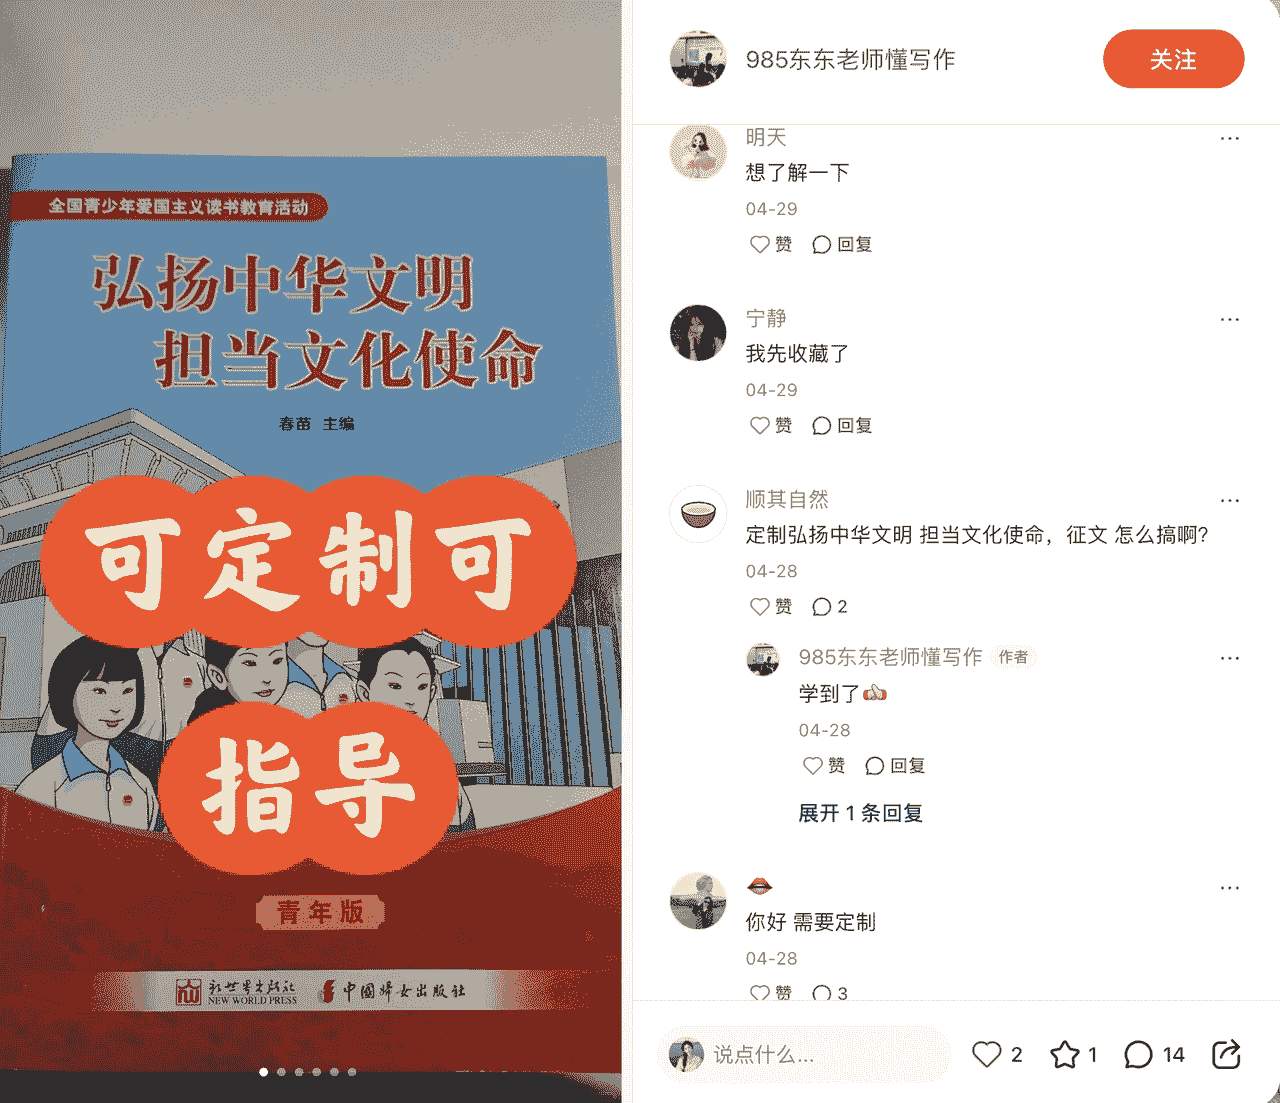 全国青少年爱国主义读书教育活动
弘扬中华文明
担当文化使命
春苗 主编
可定制可
指导
青年版
新世界出版社
NEW WORLD PRESS
中国妇女出版社
985东东老师懂写作
关注
明天
想了解一下
04-29
赞 回复
宁静
我先收藏了
04-29
赞 回复
顺其自然
定制弘扬中华文明 担当文化使命，征文 怎么搞啊?
04-28
赞 2
985东东老师懂写作 作者
学到了
04-28
赞 回复
展开 1 条回复
你好 需要定制
04-28
赞 3
说点什么...
2 1 14